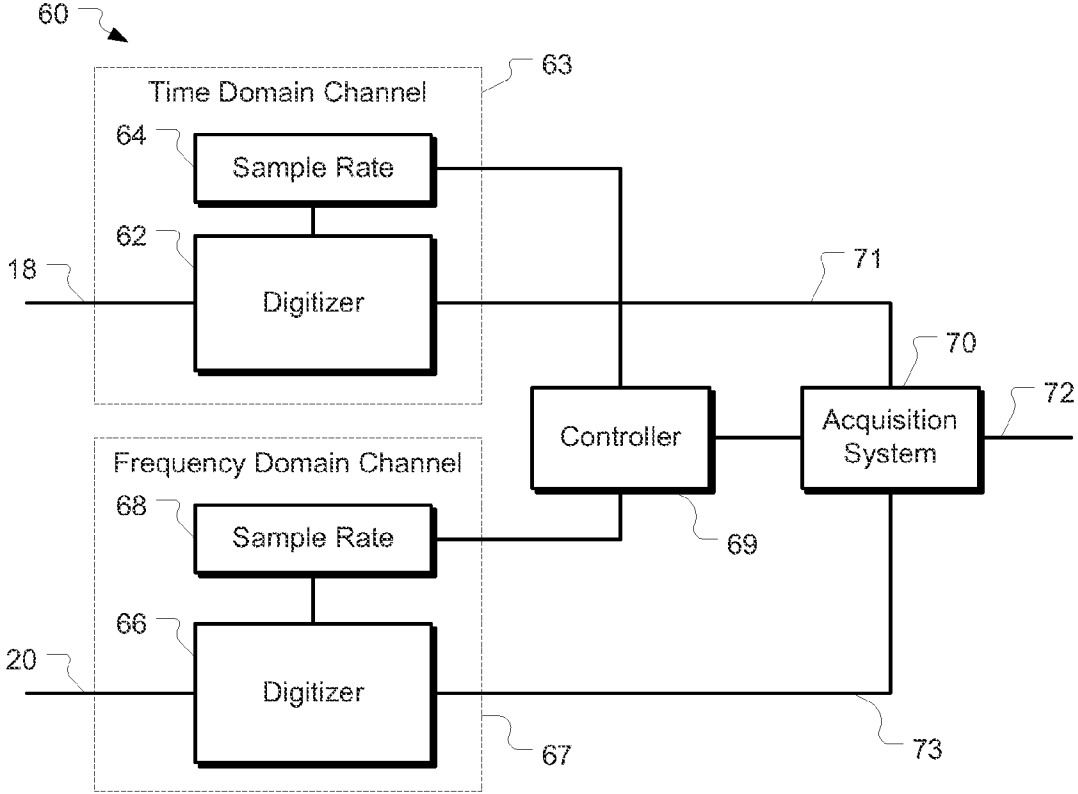 60
63
Time Domain Channel
64
Sample Rate
62
18
Digitizer
71
70
72
Controller
Acquisition
System
69
Frequency Domain Channel
68
Sample Rate
66
20
Digitizer
67
73